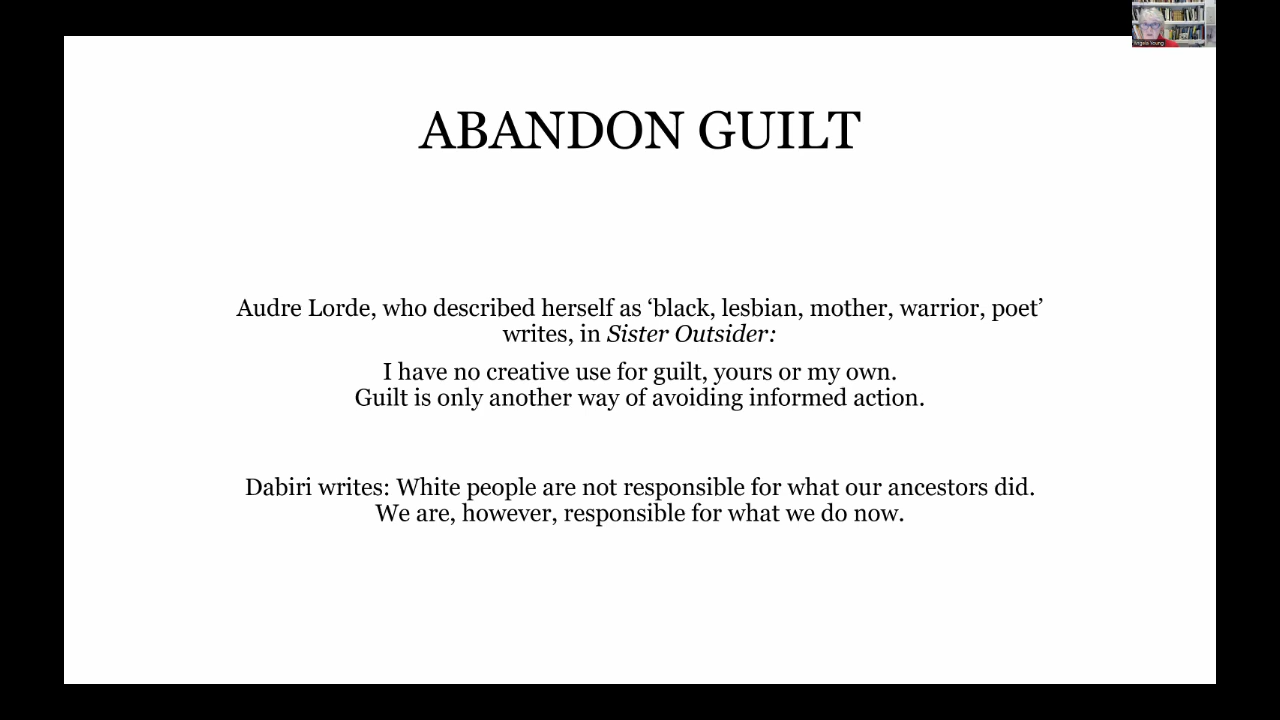 Angela Young
ABANDON GUILT
Audre Lorde, who described herself as ‘black, lesbian, mother, warrior, poet’
writes, in Sister Outsider:
I have no creative use for guilt, yours or my own.
Guilt is only another way of avoiding informed action.
Dabiri writes: White people are not responsible for what our ancestors did.
We are, however, responsible for what we do now.